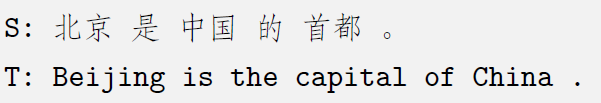 S: 北京 是 中国 的 首都 。
T: Beijing is the capital of China .